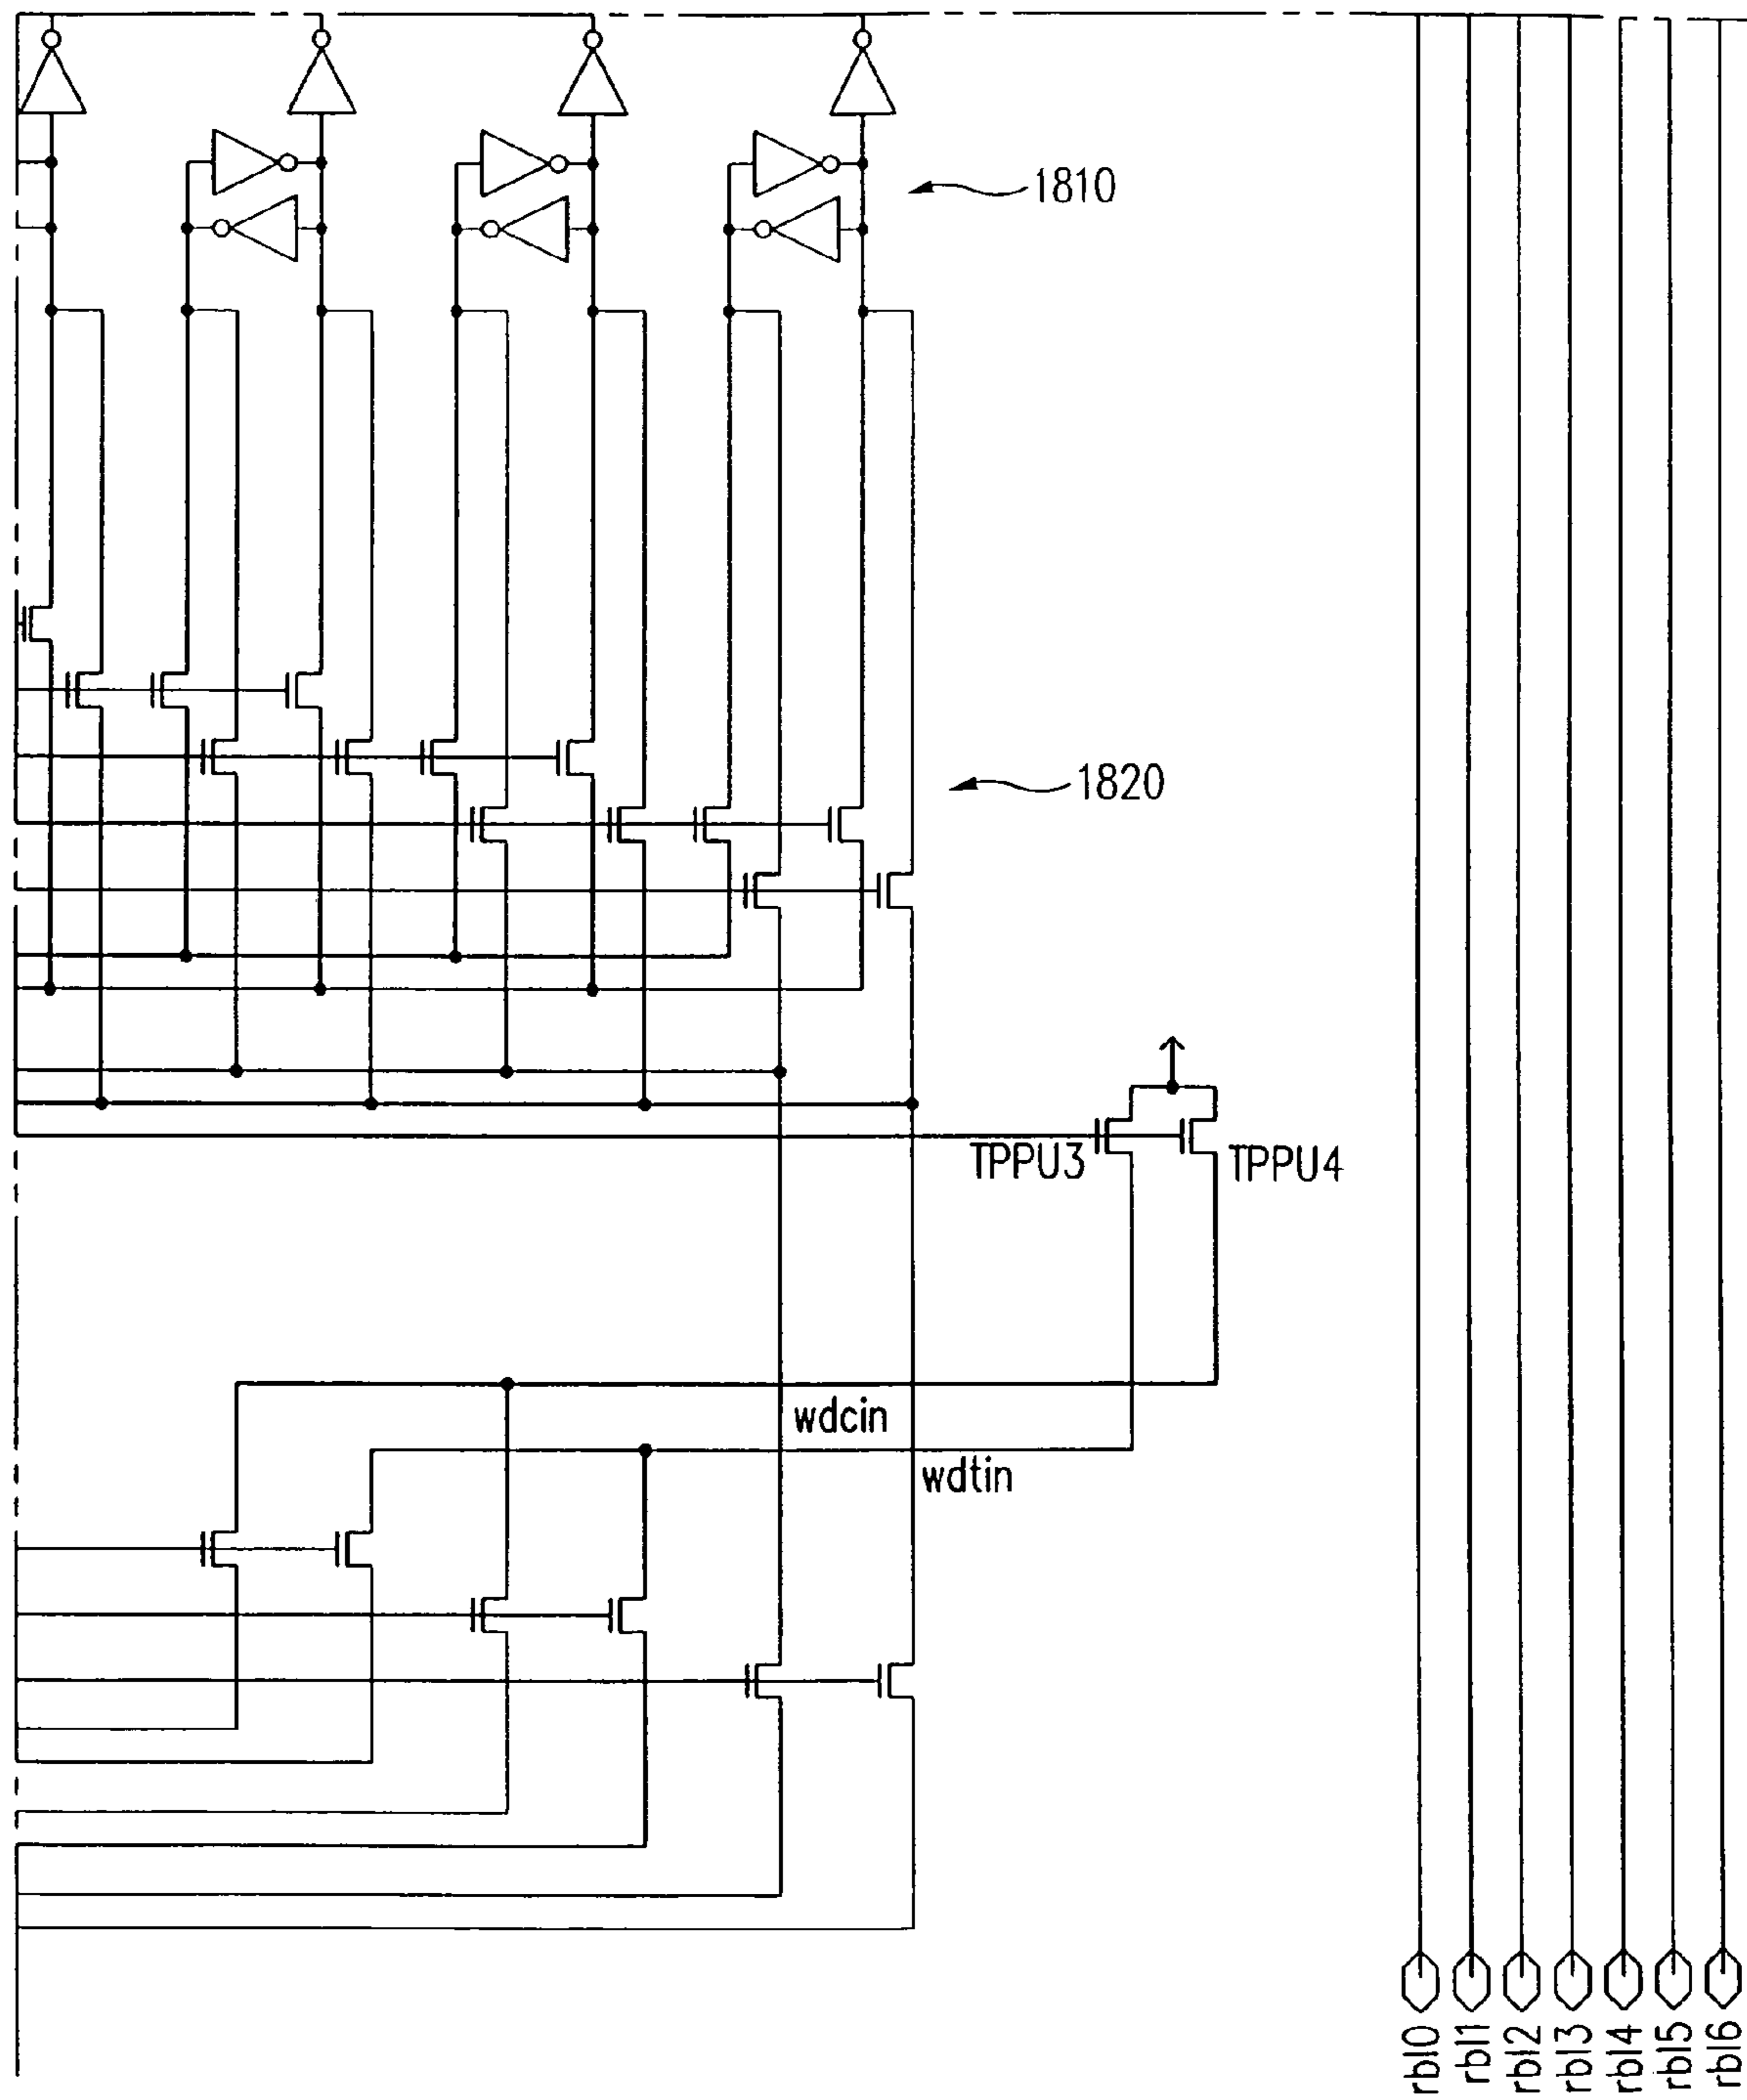 1810
1820
TPPU3
TPPU4
wdcin
wdtin
rbl0
rbl1
rbl2
rbl3
rbl4
rbl5
rbl6